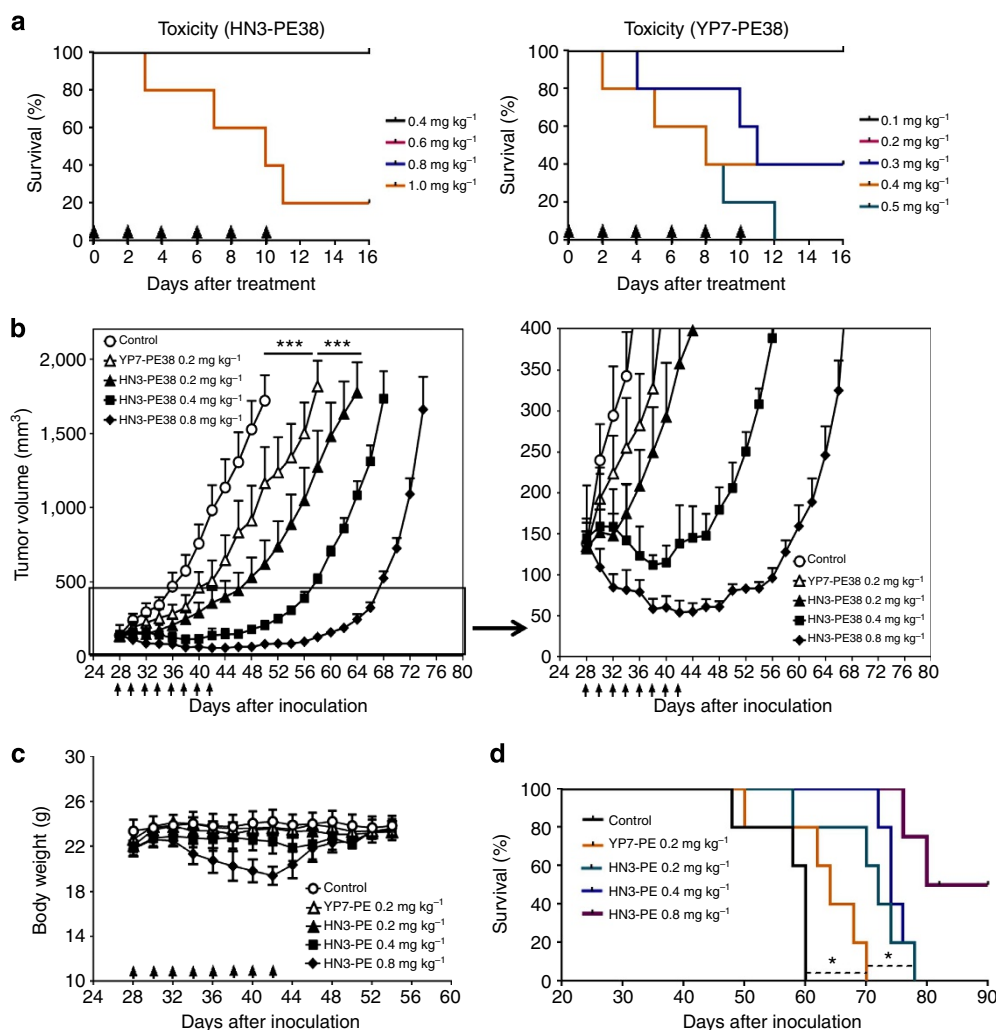 a
Toxicity (HN3-PE38)
Survival (%)
100
80
60
40
20
0
0 2 4 6 8 10 12 14 16
Days after treatment
0.4 mg kg⁻¹
0.6 mg kg⁻¹
0.8 mg kg⁻¹
1.0 mg kg⁻¹
Toxicity (YP7-PE38)
Survival (%)
100
80
60
40
20
0
0 2 4 6 8 10 12 14 16
Days after treatment
0.1 mg kg⁻¹
0.2 mg kg⁻¹
0.3 mg kg⁻¹
0.4 mg kg⁻¹
0.5 mg kg⁻¹
b
Tumor volume (mm³)
2,000
1,500
1,000
500
0
Control
YP7-PE38 0.2 mg kg⁻¹
HN3-PE38 0.2 mg kg⁻¹
HN3-PE38 0.4 mg kg⁻¹
HN3-PE38 0.8 mg kg⁻¹
*** ***
24 28 32 36 40 44 48 52 56 60 64 68 72 76 80
Days after inoculation
400
350
300
250
200
150
100
50
0
Control
YP7-PE38 0.2 mg kg⁻¹
HN3-PE38 0.2 mg kg⁻¹
HN3-PE38 0.4 mg kg⁻¹
HN3-PE38 0.8 mg kg⁻¹
24 28 32 36 40 44 48 52 56 60 64 68 72 76 80
Days after inoculation
c
Body weight (g)
30
26
22
18
14
10
Control
YP7-PE 0.2 mg kg⁻¹
HN3-PE 0.2 mg kg⁻¹
HN3-PE 0.4 mg kg⁻¹
HN3-PE 0.8 mg kg⁻¹
24 28 32 36 40 44 48 52 56 60
Days after inoculation
d
Survival (%)
100
80
60
40
20
0
Control
YP7-PE 0.2 mg kg⁻¹
HN3-PE 0.2 mg kg⁻¹
HN3-PE 0.4 mg kg⁻¹
HN3-PE 0.8 mg kg⁻¹
* *
20 30 40 50 60 70 80 90
Days after inoculation